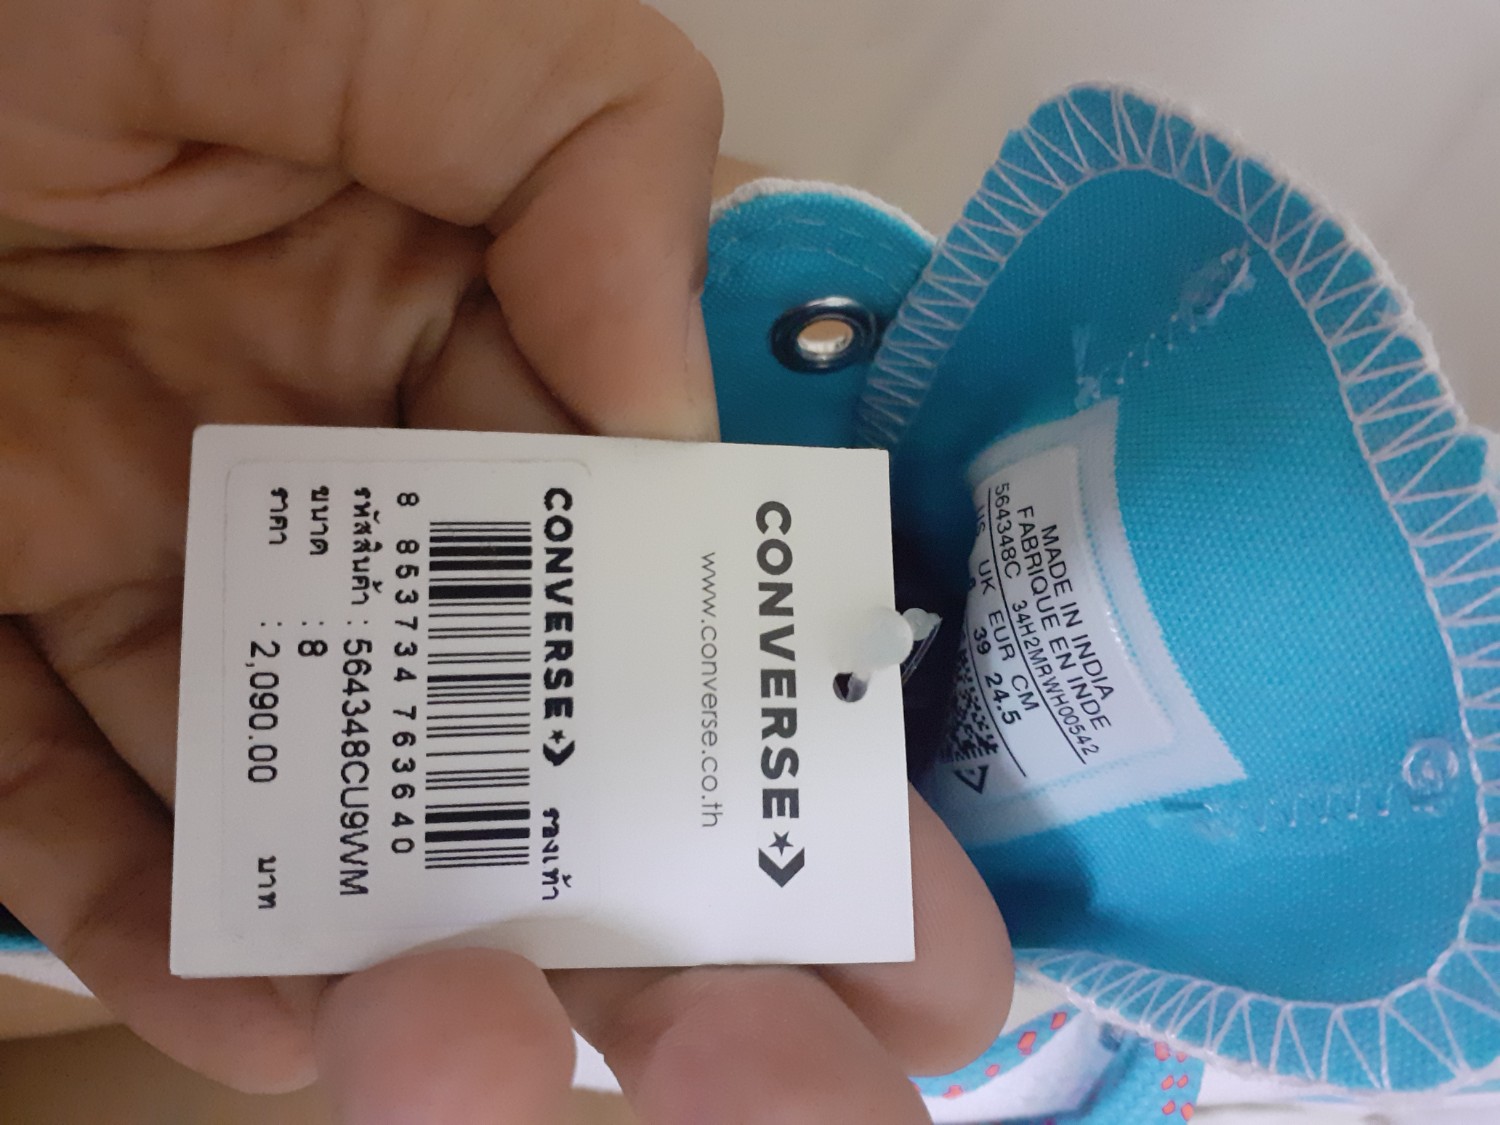 CONVERSE
www.converse.co.th
CONVERSE รองเท้า
8 853734 763640
รหัสสินค้า : 564348CU9WM
ขนาด : 8
ราคา : 2,090.00 บาท
MADE IN INDIA
FABRIQUE EN INDE
564348C 34H2MRWH00542
UK EUR CM
39 24.5